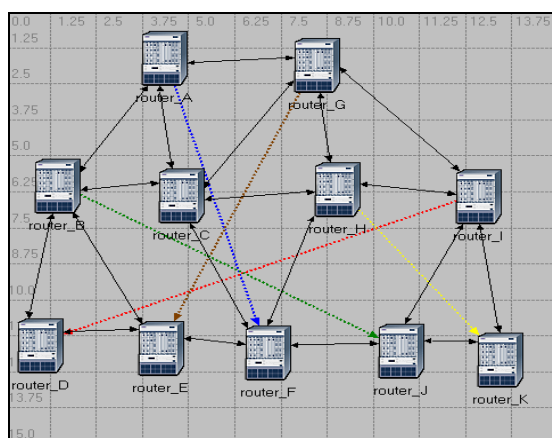 0.0 1.25 2.5 3.75 5.0 6.25 7.5 8.75 10.0 11.25 12.5 13.75
1.25
2.5
router_A
router_G
3.75
5.0
6.25
router_B
router_C
router_H
router_I
7.5
8.75
10.0
router_D
router_E
router_F
router_J
router_K
13.75
15.0